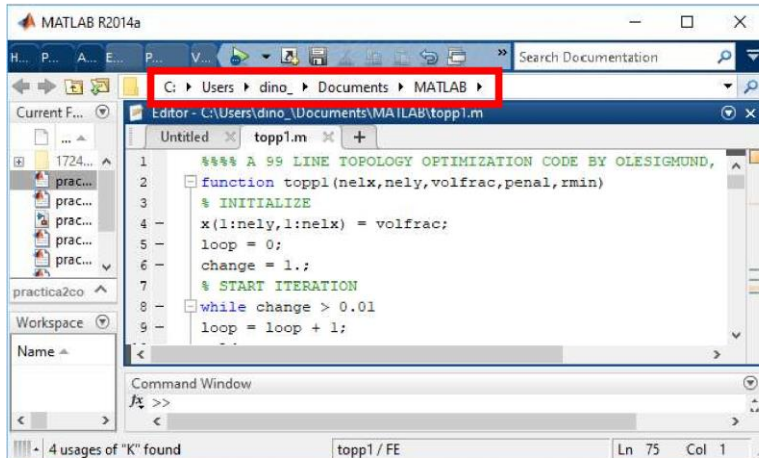 MATLAB R2014a
H... P... A... E... P... V... » Search Documentation
C: Users dino_ Documents MATLAB
Current F...
Editor - C:\Users\dino_\Documents\MATLAB\topp1.m
Untitled topp1.m +
1 %%%% A 99 LINE TOPOLOGY OPTIMIZATION CODE BY OLESIGMUND,
2 function topp1(nelx,nely,volfrac,penal,rmin)
3 % INITIALIZE
4 - x(1:nely,1:nelx) = volfrac;
5 - loop = 0;
6 - change = 1.;
7 % START ITERATION
8 - while change > 0.01
9 - loop = loop + 1;
...
1724...
prac...
prac...
prac...
prac...
prac...
practica2co
Workspace
Name
Command Window
fx >>
4 usages of "K" found topp1 / FE Ln 75 Col 1